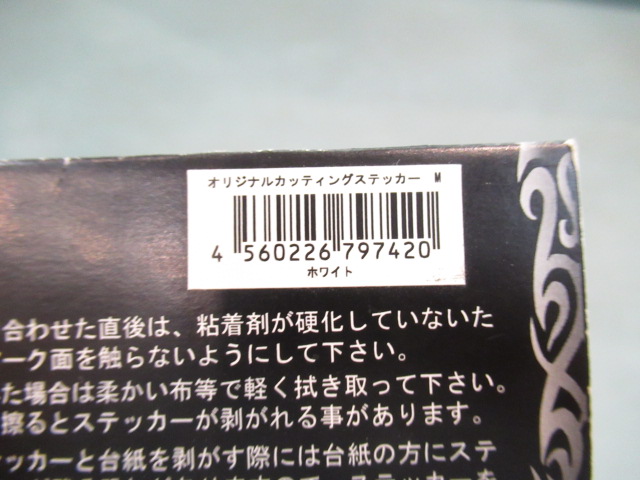 オリジナルカッティングステッカー M
4 560226 797420
ホワイト
合わせた直後は、粘着剤が硬化していないた
ーク面を触らないようにして下さい。
た場合は柔かい布等で軽く拭き取って下さい。
擦るとステッカーが剥がれる事があります。
ッカーと台紙を剥がす際には台紙の方にステ